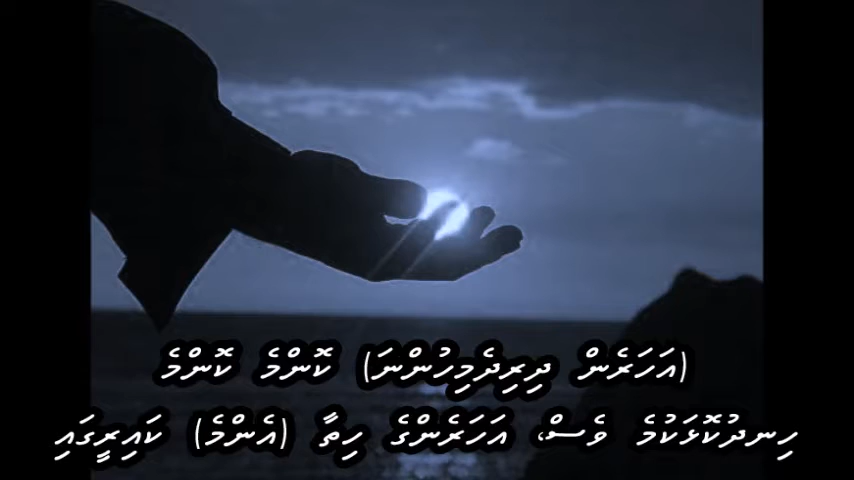 (އަހަރެން ދިރިދެމިހުންނަ) ކޮންމެ ކޮންމެ
ހިނދުކޮޅަކުމެ ވެސް، އަހަރެންގެ ހިތާ (އެންމެ) ކައިރީގައި